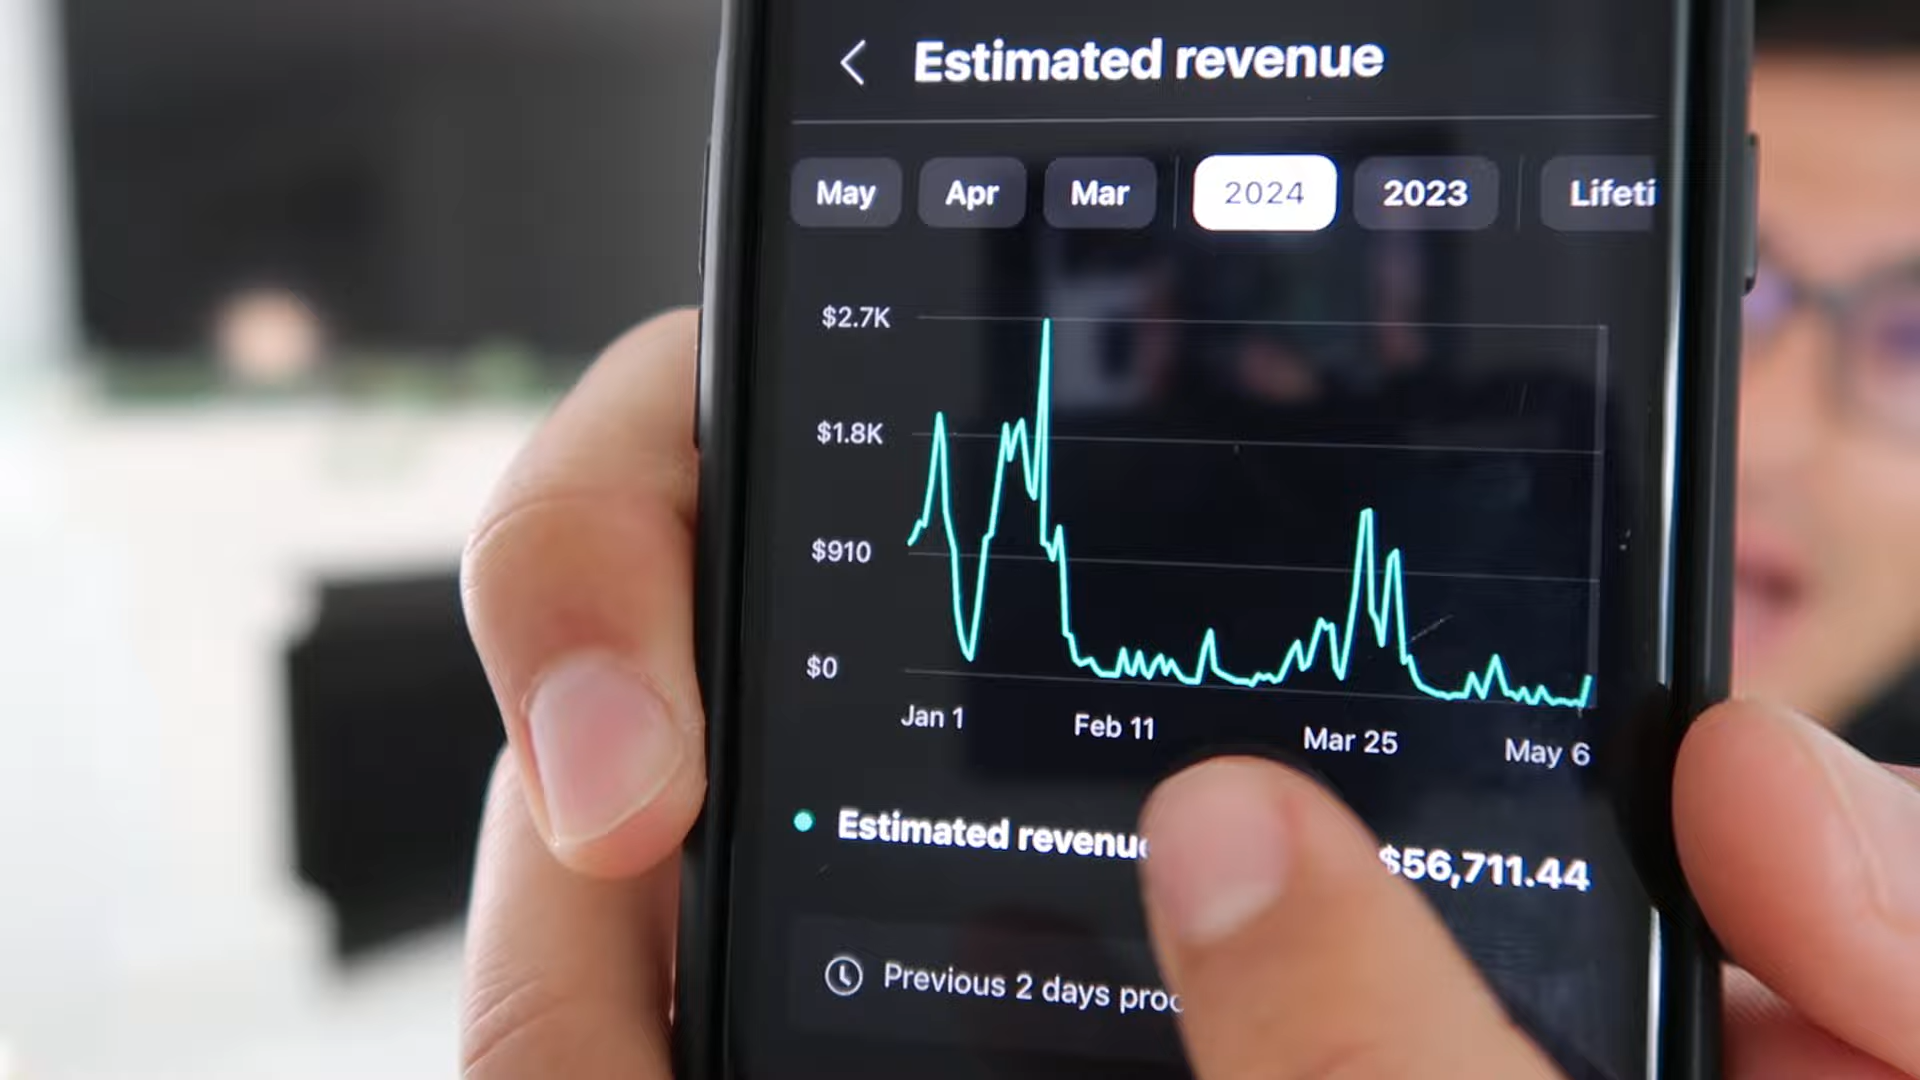 Estimated revenue
May Apr Mar 2024 2023 Lifeti
$2.7K
$1.8K
$910
$0
Jan 1 Feb 11 Mar 25 May 6
Estimated revenue $56,711.44
Previous 2 days proc